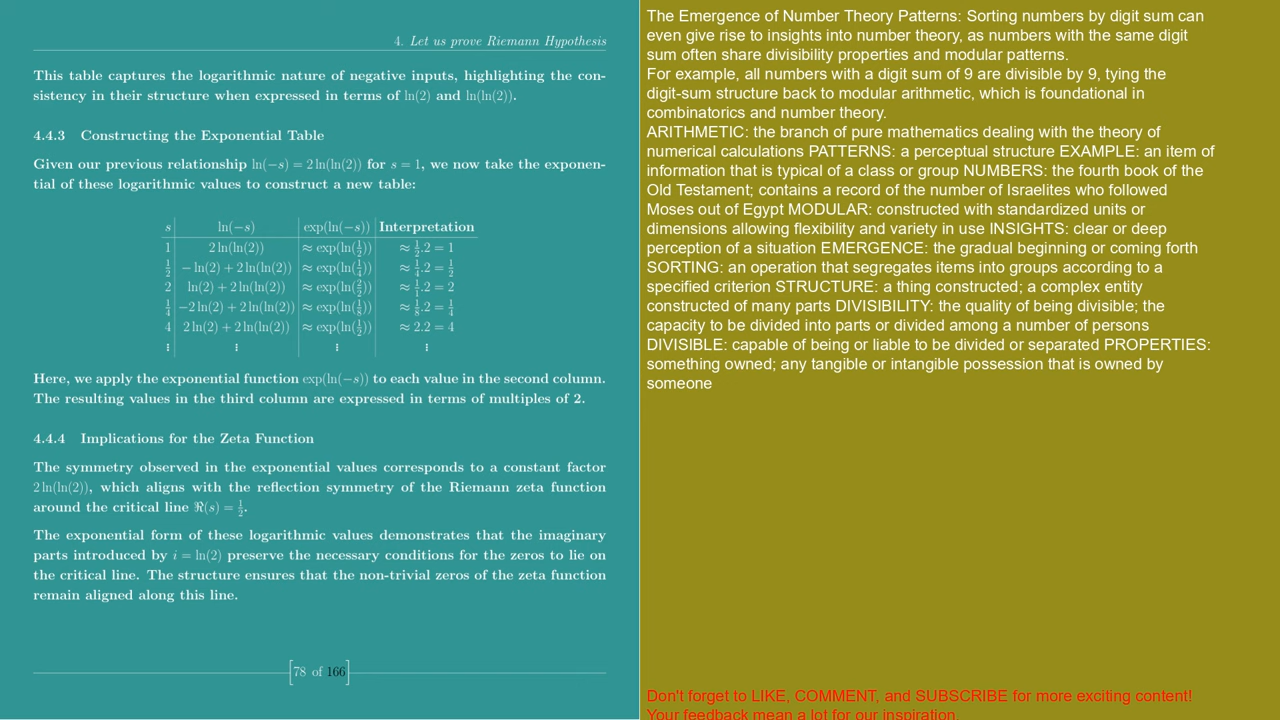 4. Let us prove Riemann Hypothesis
This table captures the logarithmic nature of negative inputs, highlighting the con-
sistency in their structure when expressed in terms of ln(2) and ln(ln(2)).
4.4.3 Constructing the Exponential Table
Given our previous relationship ln(−s) = 2 ln(ln(2)) for s = 1, we now take the exponen-
tial of these logarithmic values to construct a new table:
s ln(−s) exp(ln(−s)) Interpretation
1 2 ln(ln(2)) ≈ exp(ln(1/2)) ≈ 1/2.2 = 1
1/2 − ln(2) + 2 ln(ln(2)) ≈ exp(ln(1/4)) ≈ 1/4.2 = 1/2
2 ln(2) + 2 ln(ln(2)) ≈ exp(ln(2/2)) ≈ 1/1.2 = 2
1/4 −2 ln(2) + 2 ln(ln(2)) ≈ exp(ln(1/8)) ≈ 1/8.2 = 1/4
4 2 ln(2) + 2 ln(ln(2)) ≈ exp(ln(1/2)) ≈ 2.2 = 4
⋮ ⋮ ⋮ ⋮
Here, we apply the exponential function exp(ln(−s)) to each value in the second column.
The resulting values in the third column are expressed in terms of multiples of 2.
4.4.4 Implications for the Zeta Function
The symmetry observed in the exponential values corresponds to a constant factor
2 ln(ln(2)), which aligns with the reflection symmetry of the Riemann zeta function
around the critical line ℜ(s) = 1/2.
The exponential form of these logarithmic values demonstrates that the imaginary
parts introduced by i = ln(2) preserve the necessary conditions for the zeros to lie on
the critical line. The structure ensures that the non-trivial zeros of the zeta function
remain aligned along this line.
[78 of 166]
The Emergence of Number Theory Patterns: Sorting numbers by digit sum can
even give rise to insights into number theory, as numbers with the same digit
sum often share divisibility properties and modular patterns.
For example, all numbers with a digit sum of 9 are divisible by 9, tying the
digit-sum structure back to modular arithmetic, which is foundational in
combinatorics and number theory.
ARITHMETIC: the branch of pure mathematics dealing with the theory of
numerical calculations PATTERNS: a perceptual structure EXAMPLE: an item of
information that is typical of a class or group NUMBERS: the fourth book of the
Old Testament; contains a record of the number of Israelites who followed
Moses out of Egypt MODULAR: constructed with standardized units or
dimensions allowing flexibility and variety in use INSIGHTS: clear or deep
perception of a situation EMERGENCE: the gradual beginning or coming forth
SORTING: an operation that segregates items into groups according to a
specified criterion STRUCTURE: a thing constructed; a complex entity
constructed of many parts DIVISIBILITY: the quality of being divisible; the
capacity to be divided into parts or divided among a number of persons
DIVISIBLE: capable of being or liable to be divided or separated PROPERTIES:
something owned; any tangible or intangible possession that is owned by
someone
Don't forget to LIKE, COMMENT, and SUBSCRIBE for more exciting content!
Your feedback mean a lot for our inspiration.